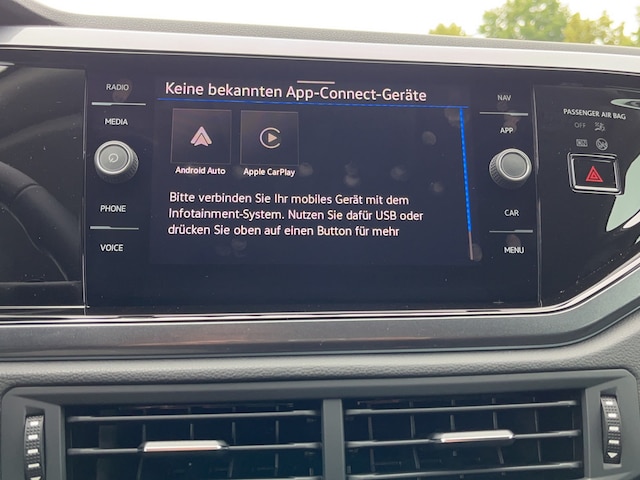 RADIO
MEDIA
PHONE
VOICE
Keine bekannten App-Connect-Geräte
Android Auto
Apple CarPlay
Bitte verbinden Sie Ihr mobiles Gerät mit dem
Infotainment-System. Nutzen Sie dafür USB oder
drücken Sie oben auf einen Button für mehr
NAV
APP
CAR
MENU
PASSENGER AIR BAG
OFF